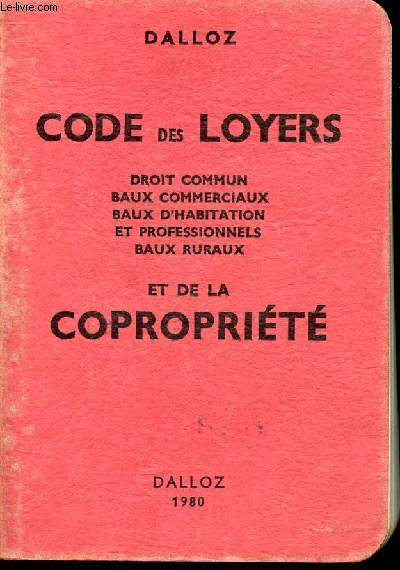 www.le-livre.com
DALLOZ
CODE DES LOYERS
DROIT COMMUN
BAUX COMMERCIAUX
BAUX D'HABITATION
ET PROFESSIONNELS
BAUX RURAUX
ET DE LA
COPROPRIÉTÉ
DALLOZ
1980